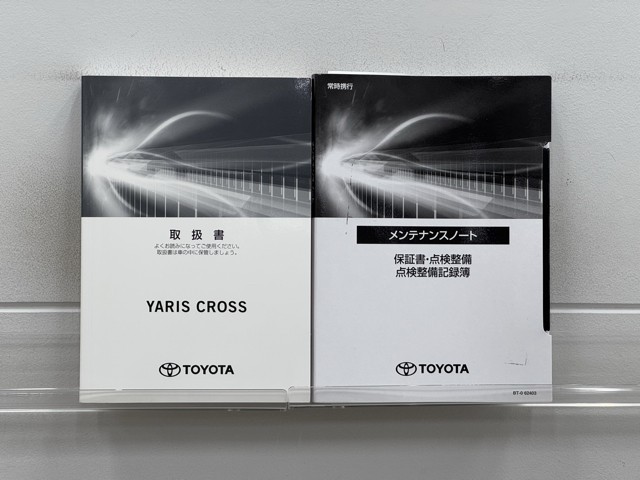 取扱書
よくお読みになってご使用ください。
取扱書は車の中に保管しましょう。
YARIS CROSS
TOYOTA
常時携行
メンテナンスノート
保証書・点検整備
点検整備記録簿
TOYOTA